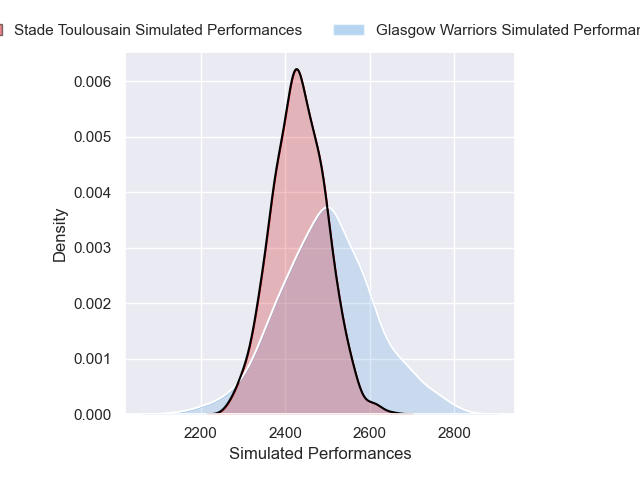 Stade Toulousain Simulated Performances
Glasgow Warriors Simulated
0.006
0.005
0.004
0.003
0.002
0.001
0.000
Density
2200
2400
2600
2800
Simulated Performances